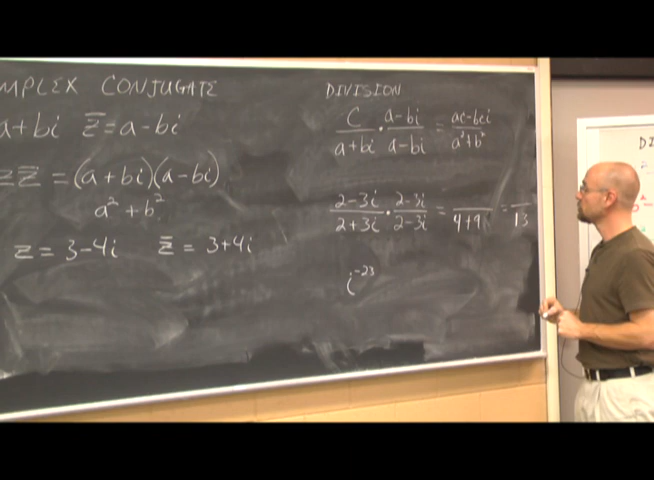 MPLEX CONJUGATE
a+bi z̄=a-bi
zz̄ = (a+bi)(a-bi)
a²+b²
z = 3-4i z̄ = 3+4i
DIVISION
C/(a+bi) · (a-bi)/(a-bi) = (ac-bci)/(a²+b²)
(2-3i)/(2+3i) · (2-3i)/(2-3i) = /(4+9) = /13
i⁻²³
DI